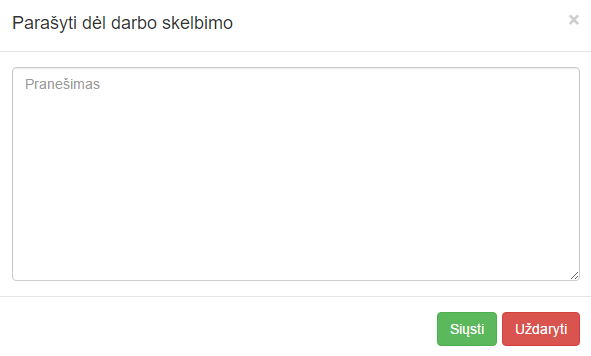 Parašyti dėl darbo skelbimo
×
Pranešimas
Siųsti Uždaryti